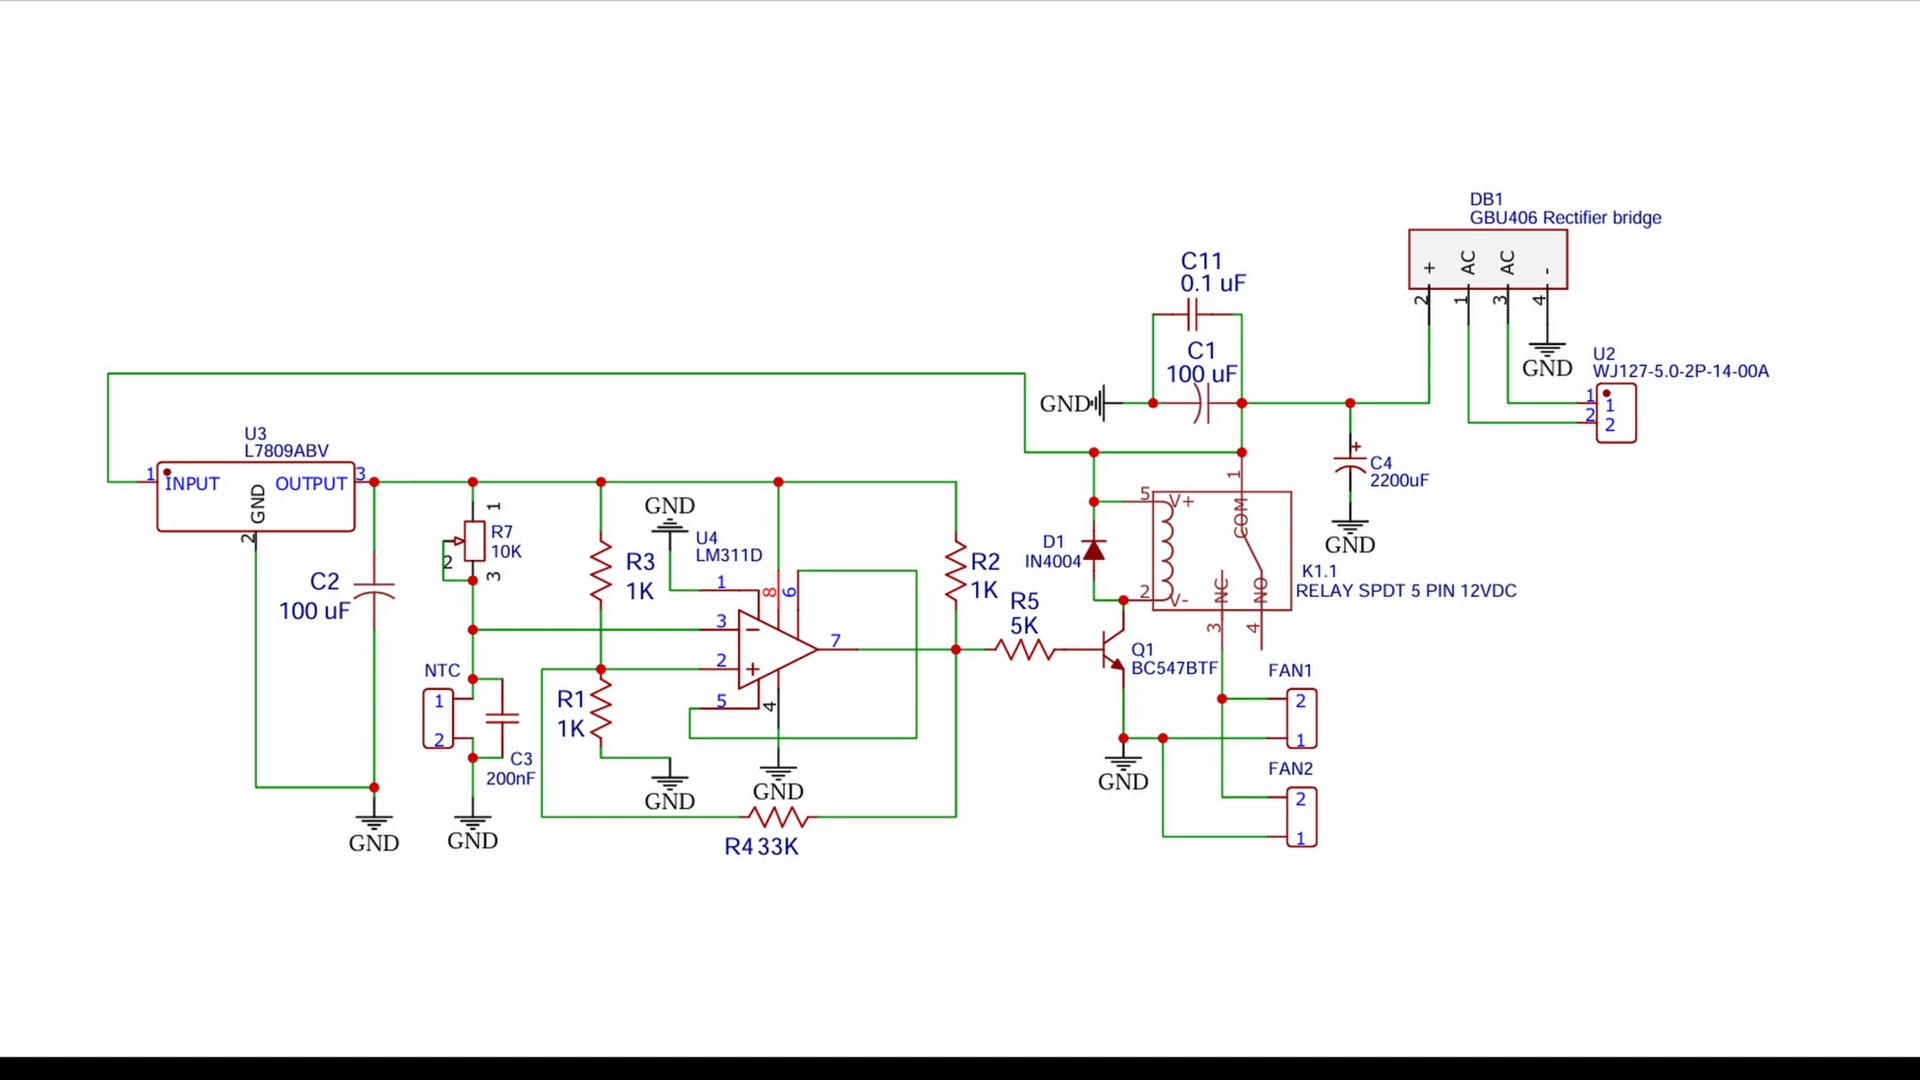 DB1
GBU406 Rectifier bridge
+
AC
AC
-
2
1
3
4
GND
U2
WJ127-5.0-2P-14-00A
1
2
1
2
C11
0.1 uF
C1
100 uF
GND
C4
2200uF
+
GND
U3
L7809ABV
1
INPUT
GND
OUTPUT
3
2
C2
100 uF
GND
R7
10K
1
2
3
NTC
1
2
C3
200nF
GND
R3
1K
R1
1K
GND
GND
U4
LM311D
1
8
6
3
2
5
4
7
−
+
GND
R4 33K
R2
1K
R5
5K
D1
IN4004
5
V+
2
V-
1
COM
NC
NO
3
4
K1.1
RELAY SPDT 5 PIN 12VDC
Q1
BC547BTF
GND
FAN1
2
1
FAN2
2
1